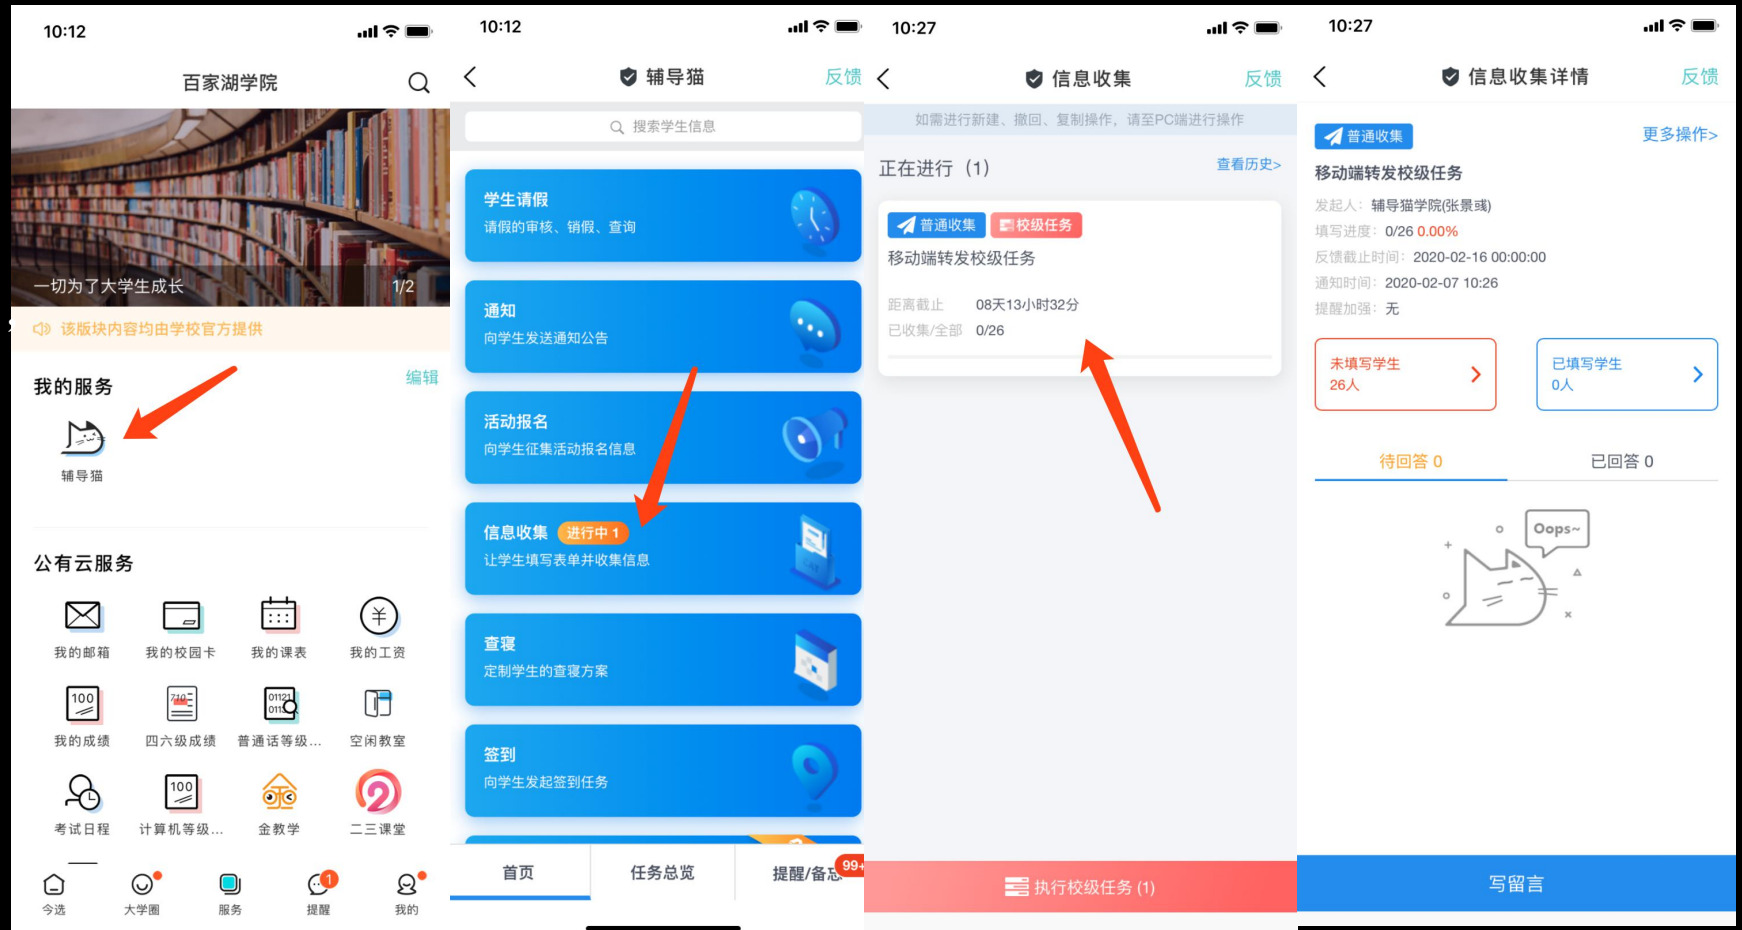 10:12
百家湖学院
一切为了大学生成长
1/2
该版块内容均由学校官方提供
我的服务
编辑
辅导猫
公有云服务
我的邮箱
我的校园卡
我的课表
我的工资
100
710
01121
我的成绩
四六级成绩
普通话等级...
空闲教室
100
考试日程
计算机等级...
金教学
二三课堂
1
今选
大学圈
服务
提醒
我的
10:12
辅导猫
反馈
搜索学生信息
学生请假
请假的审核、销假、查询
通知
向学生发送通知公告
活动报名
向学生征集活动报名信息
信息收集
进行中 1
让学生填写表单并收集信息
查寝
定制学生的查寝方案
签到
向学生发起签到任务
首页
任务总览
提醒/备忘
99+
10:27
信息收集
反馈
如需进行新建、撤回、复制操作，请至PC端进行操作
正在进行（1）
查看历史>
普通收集
校级任务
移动端转发校级任务
距离截止 08天13小时32分
已收集/全部 0/26
执行校级任务 (1)
10:27
信息收集详情
反馈
普通收集
更多操作>
移动端转发校级任务
发起人： 辅导猫学院(张景彧)
填写进度： 0/26 0.00%
反馈截止时间： 2020-02-16 00:00:00
通知时间： 2020-02-07 10:26
提醒加强： 无
未填写学生
26人
已填写学生
0人
待回答 0
已回答 0
Oops~
写留言